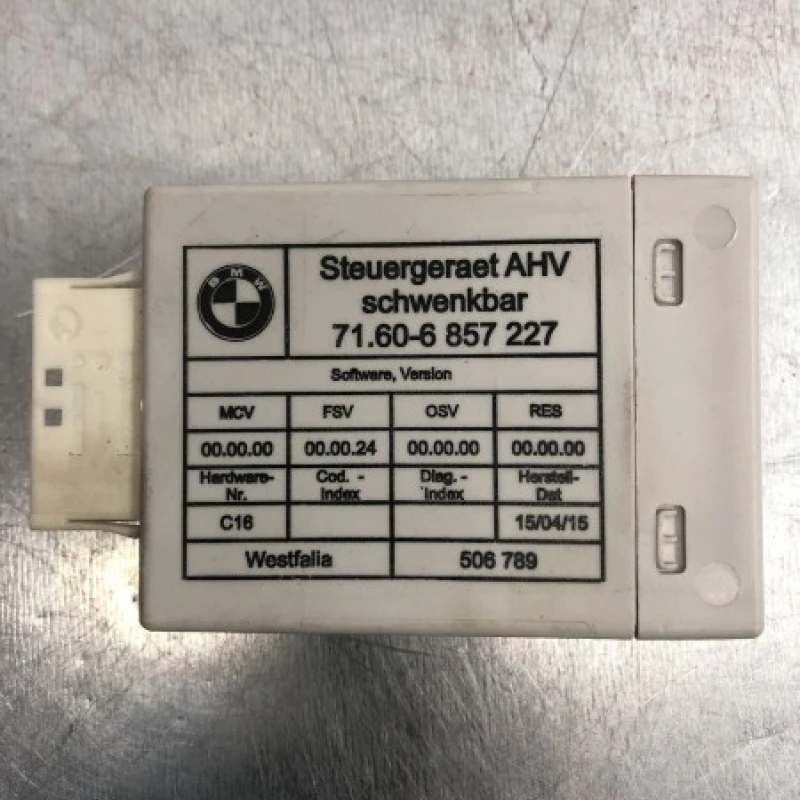 BMW
Steuergeraet AHV
schwenkbar
71.60-6 857 227
Software, Version
MCV FSV OSV RES
00.00.00 00.00.24 00.00.00 00.00.00
Hardware-Nr. Cod. -Index Diag. -Index Herstell-Dat
C16 15/04/15
Westfalia 506 789